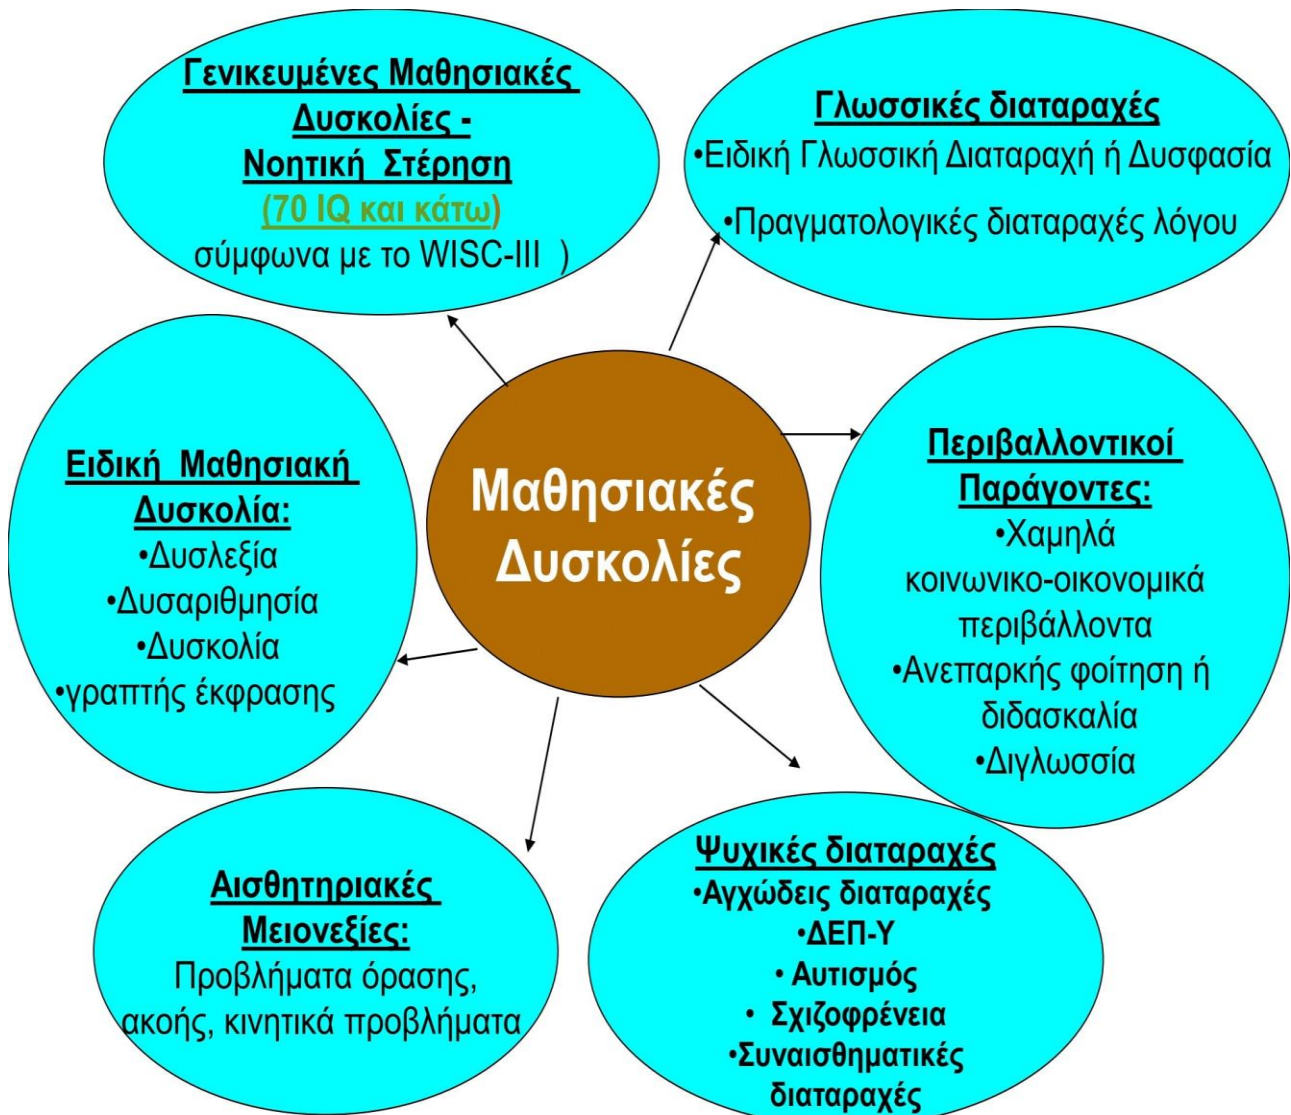 Γενικευμένες Μαθησιακές
Δυσκολίες -
Νοητική Στέρηση
(70 IQ και κάτω)
σύμφωνα με το WISC-III )
Γλωσσικές διαταραχές
•Ειδική Γλωσσική Διαταραχή ή Δυσφασία
•Πραγματολογικές διαταραχές λόγου
Μαθησιακές
Δυσκολίες
Ειδική Μαθησιακή
Δυσκολία:
•Δυσλεξία
•Δυσαριθμησία
•Δυσκολία
•γραπτής έκφρασης
Περιβαλλοντικοί
Παράγοντες:
•Χαμηλά
κοινωνικο-οικονομικά
περιβάλλοντα
•Ανεπαρκής φοίτηση ή
διδασκαλία
•Διγλωσσία
Αισθητηριακές
Μειονεξίες:
Προβλήματα όρασης,
ακοής, κινητικά προβλήματα
Ψυχικές διαταραχές
•Αγχώδεις διαταραχές
•ΔΕΠ-Υ
• Αυτισμός
• Σχιζοφρένεια
•Συναισθηματικές
διαταραχές